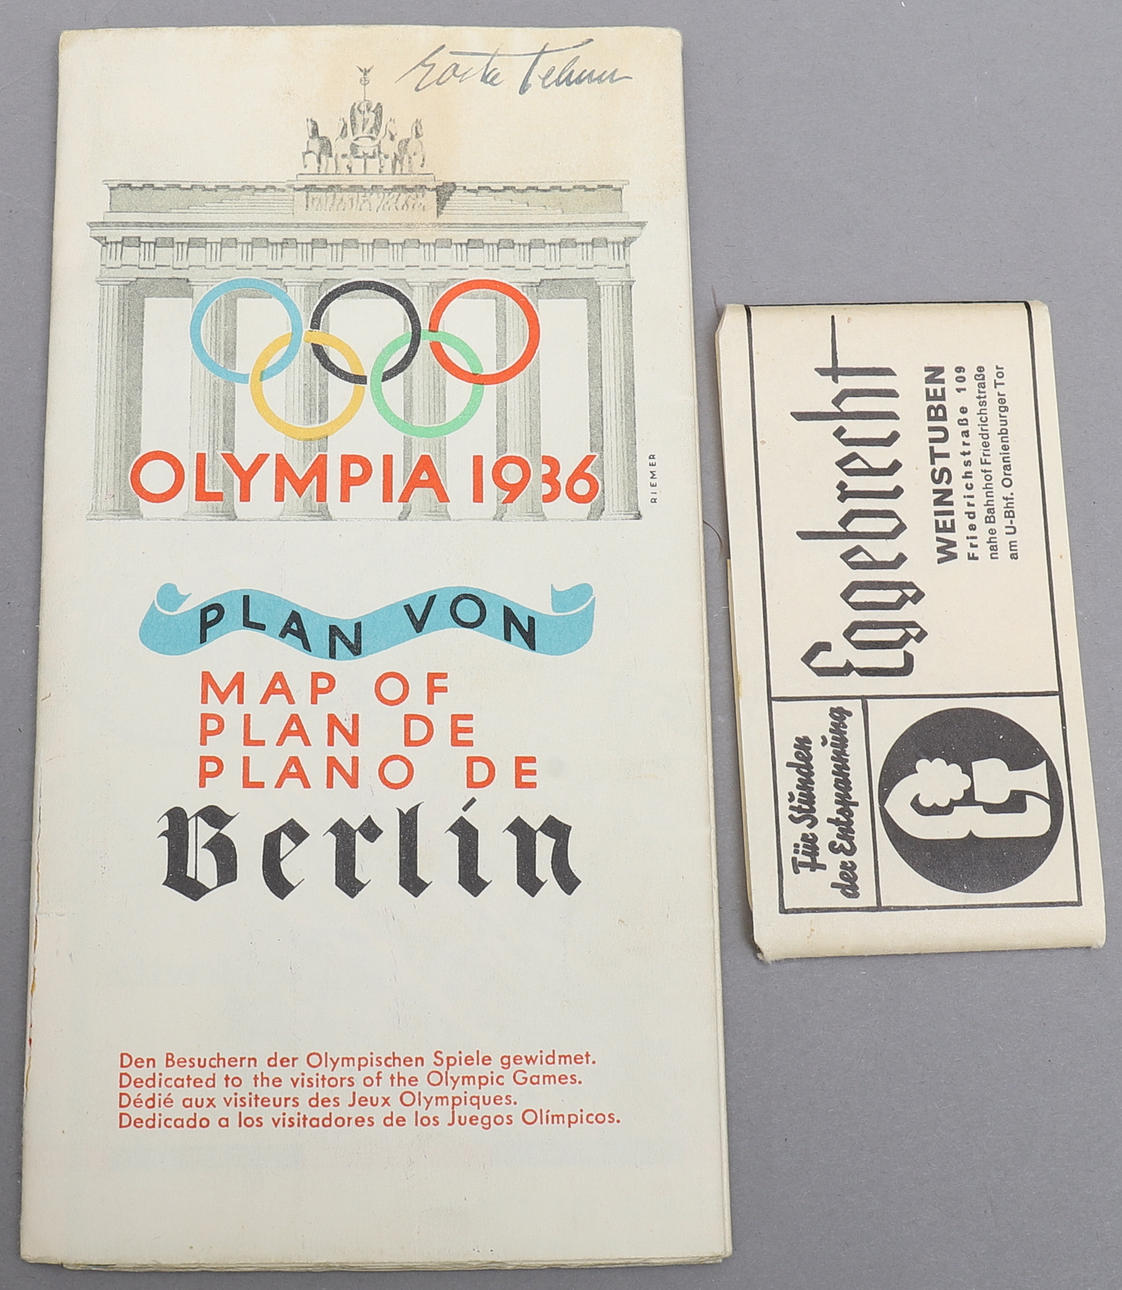 OLYMPIA 1936
RIEMER
PLAN VON
MAP OF
PLAN DE
PLANO DE
Berlin
Den Besuchern der Olympischen Spiele gewidmet.
Dedicated to the visitors of the Olympic Games.
Dédié aux visiteurs des Jeux Olympiques.
Dedicado a los visitadores de los Juegos Olímpicos.
Für Stunden
der Entspannung
Eggebrecht
WEINSTUBEN
Friedrichstraße 109
nahe Bahnhof Friedrichstraße
am U-Bhf. Oranienburger Tor